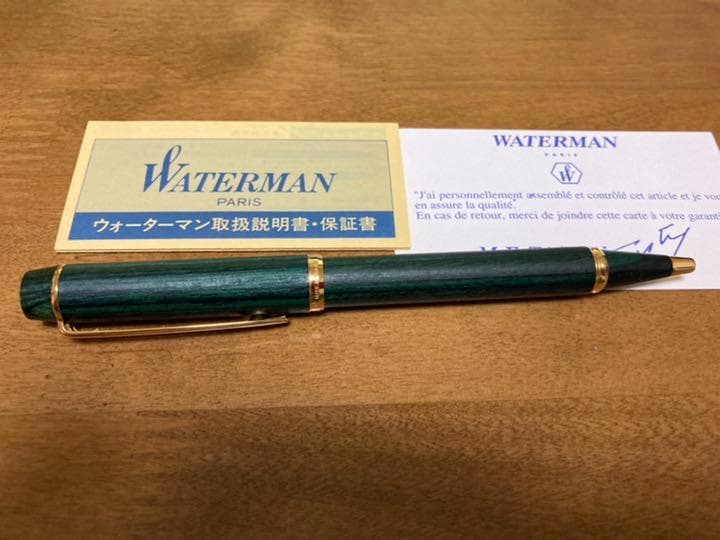 WATERMAN
PARIS
ウォーターマン取扱説明書・保証書
WATERMAN
PARIS
W
"J'ai personnellement assemblé et contrôlé cet article et je vou
en assure la qualité.
En cas de retour, merci de joindre cette carte à votre garanti